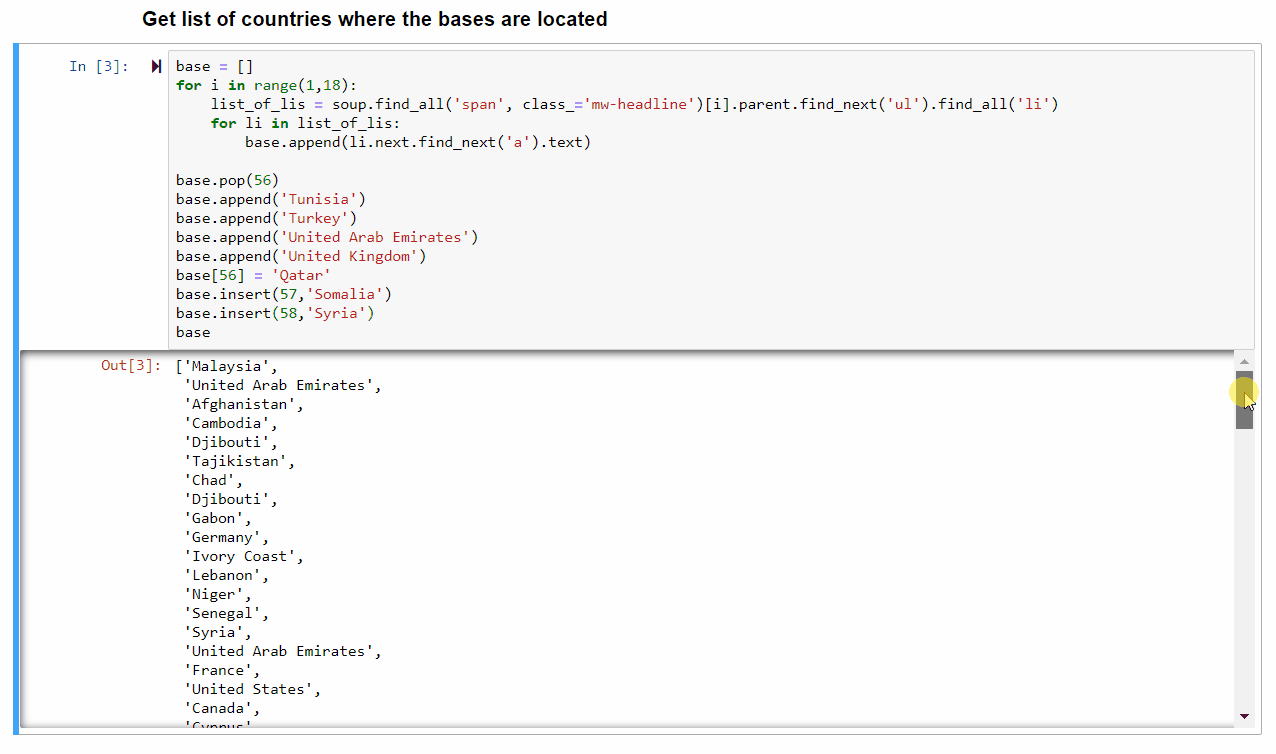 Get list of countries where the bases are located
In [3]:
base = []
for i in range(1,18):
    list_of_lis = soup.find_all('span', class_='mw-headline')[i].parent.find_next('ul').find_all('li')
    for li in list_of_lis:
        base.append(li.next.find_next('a').text)

base.pop(56)
base.append('Tunisia')
base.append('Turkey')
base.append('United Arab Emirates')
base.append('United Kingdom')
base[56] = 'Qatar'
base.insert(57,'Somalia')
base.insert(58,'Syria')
base
Out[3]: ['Malaysia',
 'United Arab Emirates',
 'Afghanistan',
 'Cambodia',
 'Djibouti',
 'Tajikistan',
 'Chad',
 'Djibouti',
 'Gabon',
 'Germany',
 'Ivory Coast',
 'Lebanon',
 'Niger',
 'Senegal',
 'Syria',
 'United Arab Emirates',
 'France',
 'United States',
 'Canada',
 'Cyprus'